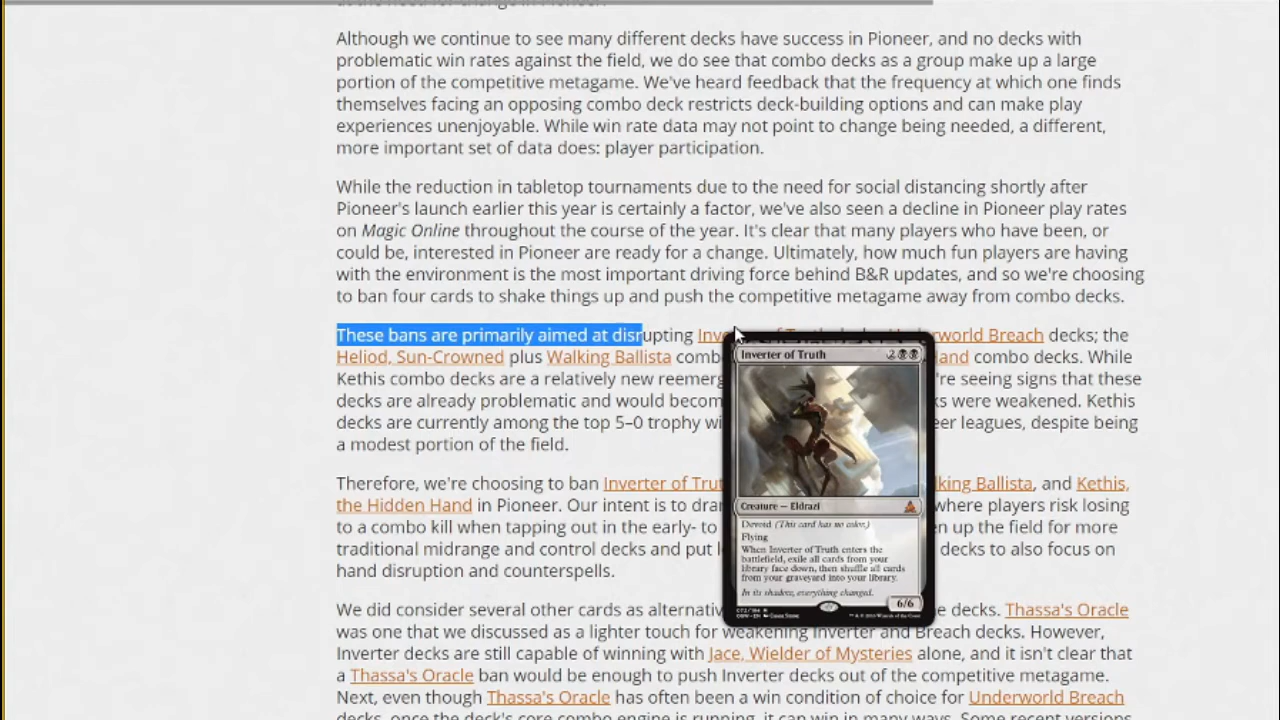 Although we continue to see many different decks have success in Pioneer, and no decks with
problematic win rates against the field, we do see that combo decks as a group make up a large
portion of the competitive metagame. We've heard feedback that the frequency at which one finds
themselves facing an opposing combo deck restricts deck-building options and can make play
experiences unenjoyable. While win rate data may not point to change being needed, a different,
more important set of data does: player participation.
While the reduction in tabletop tournaments due to the need for social distancing shortly after
Pioneer's launch earlier this year is certainly a factor, we've also seen a decline in Pioneer play rates
on Magic Online throughout the course of the year. It's clear that many players who have been, or
could be, interested in Pioneer are ready for a change. Ultimately, how much fun players are having
with the environment is the most important driving force behind B&R updates, and so we're choosing
to ban four cards to shake things up and push the competitive metagame away from combo decks.
These bans are primarily aimed at disrupting Breach decks; the
Heliod, Sun-Crowned plus Walking Ballista combo decks. While
Kethis combo decks are a relatively new seeing signs that these
decks are already problematic and would were weakened. Kethis
decks are currently among the top 5–0 trophy leagues, despite being
a modest portion of the field.
Therefore, we're choosing to ban Inverter of Ballista, and Kethis,
the Hidden Hand in Pioneer. Our intent is to where players risk losing
to a combo kill when tapping out in the early- to up the field for more
traditional midrange and control decks and put decks to also focus on
hand disruption and counterspells.
We did consider several other cards as decks. Thassa's Oracle
was one that we discussed as a lighter touch for weakening Inverter and Breach decks. However,
Inverter decks are still capable of winning with Jace, Wielder of Mysteries alone, and it isn't clear that
a Thassa's Oracle ban would be enough to push Inverter decks out of the competitive metagame.
Next, even though Thassa's Oracle has often been a win condition of choice for Underworld Breach
decks, once the deck's core combo engine is running, it can win in many ways. Some recent versions
Inverter of Truth 2
Creature — Eldrazi
Devoid (This card has no color.)
Flying
When Inverter of Truth enters the
battlefield, exile all cards from your
library face down, then shuffle all cards
from your graveyard into your library.
In its shadow, everything changed.
6/6